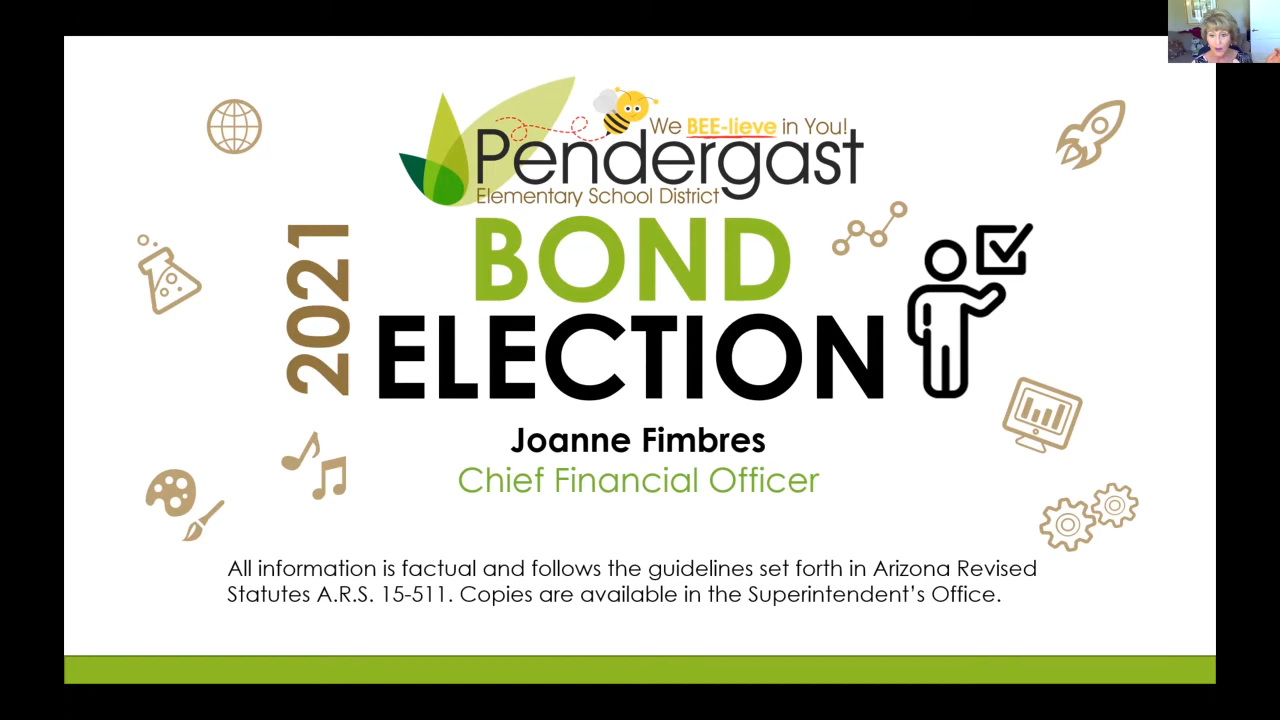 We BEE-lieve in You!
Pendergast
Elementary School District
2021
BOND
ELECTION
Joanne Fimbres
Chief Financial Officer
All information is factual and follows the guidelines set forth in Arizona Revised
Statutes A.R.S. 15-511. Copies are available in the Superintendent’s Office.